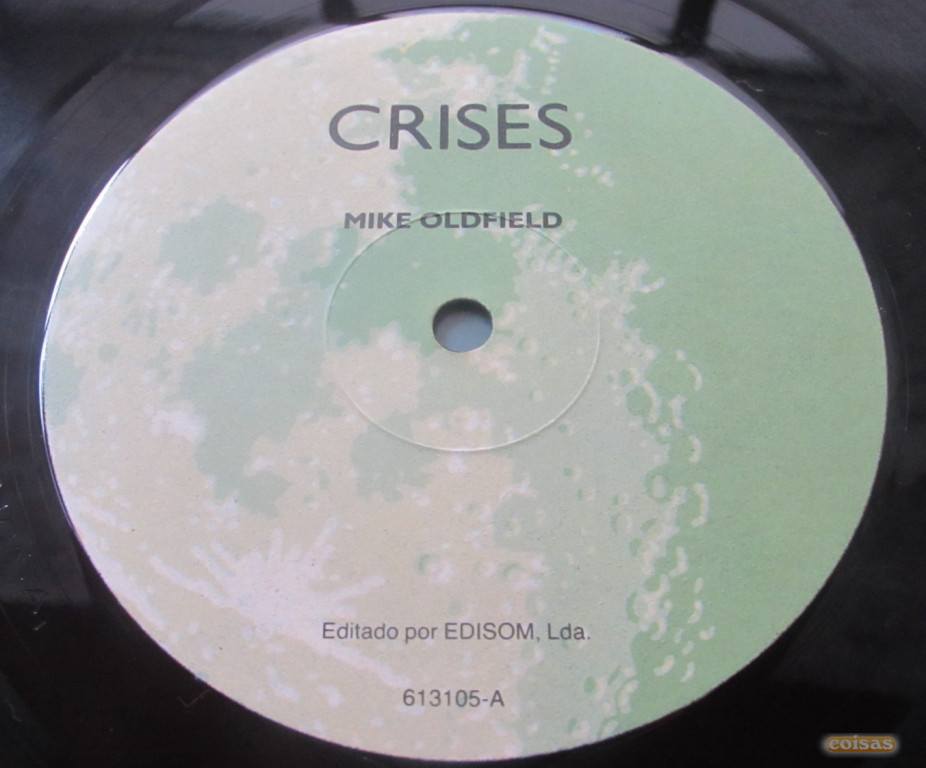 CRISES
MIKE OLDFIELD
Editado por EDISOM, Lda.
613105-A
coisas